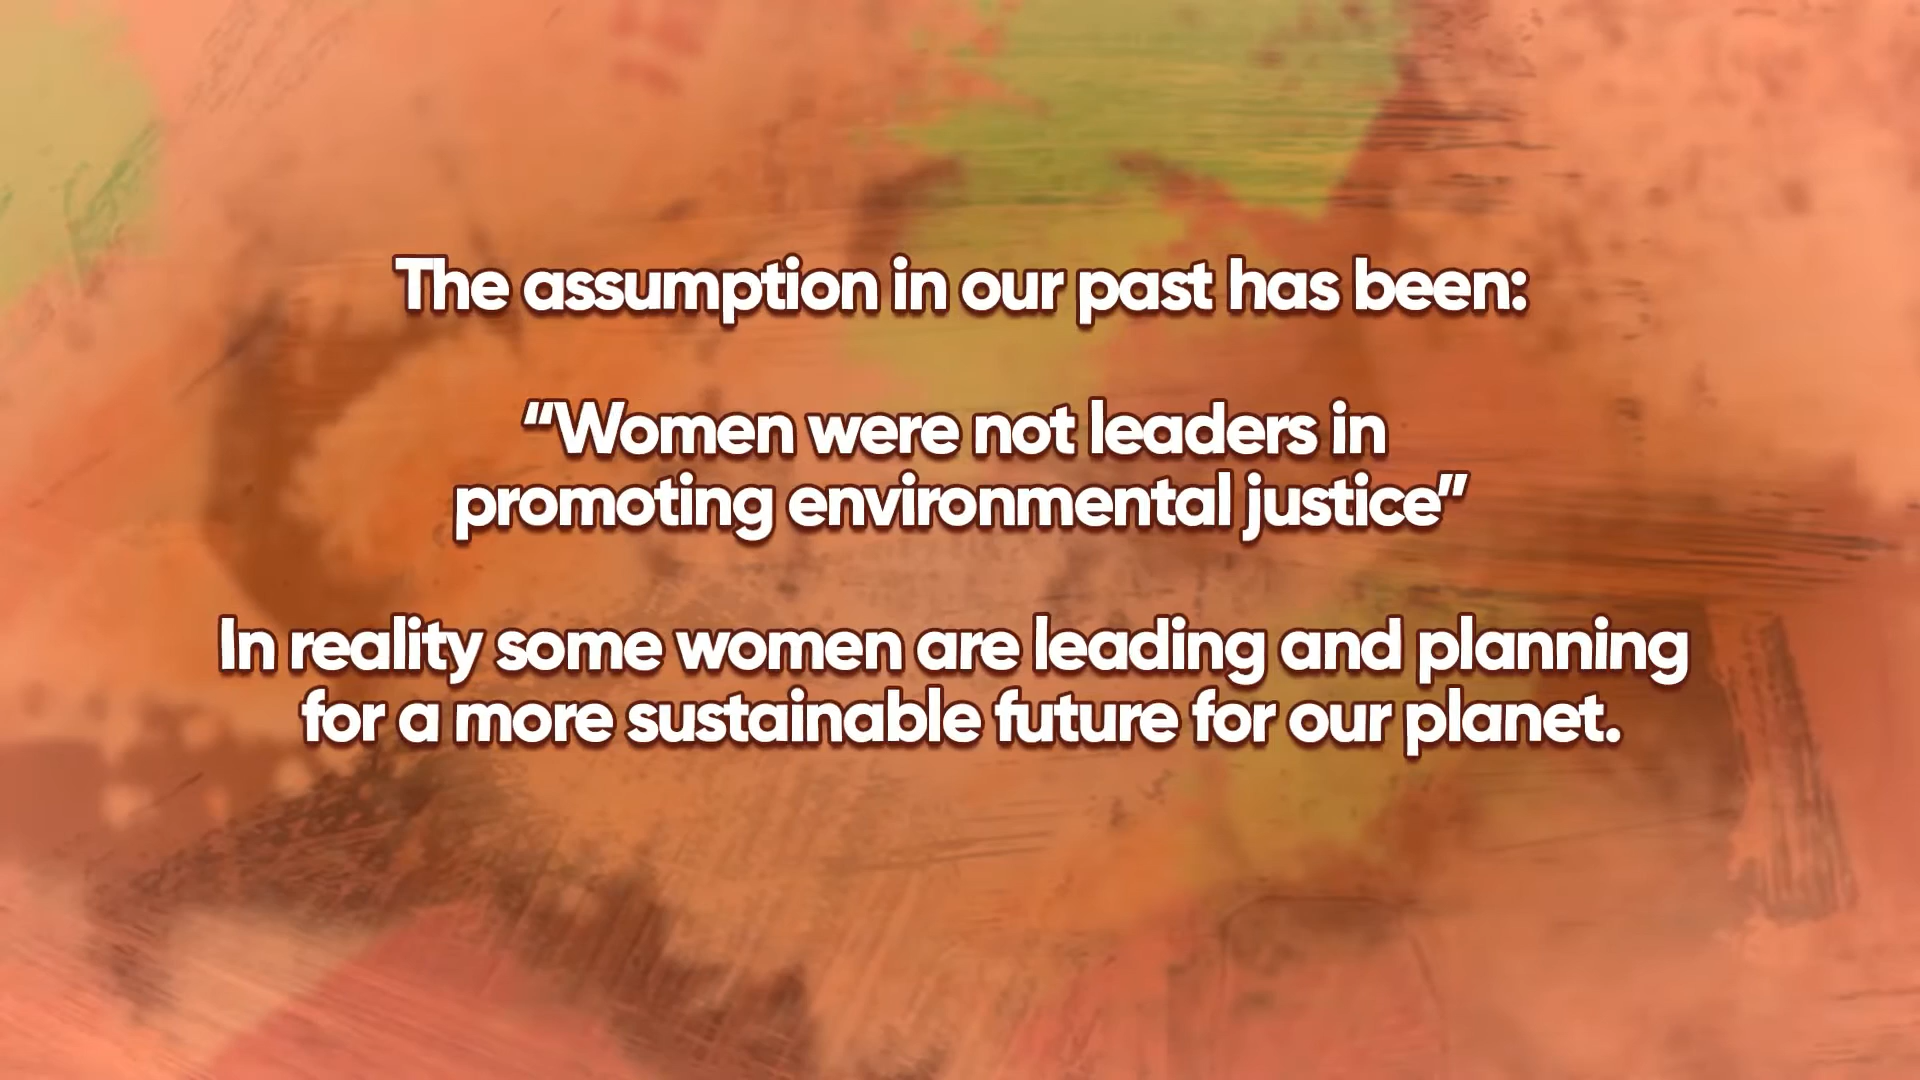 The assumption in our past has been:
“Women were not leaders in
promoting environmental justice”
In reality some women are leading and planning
for a more sustainable future for our planet.